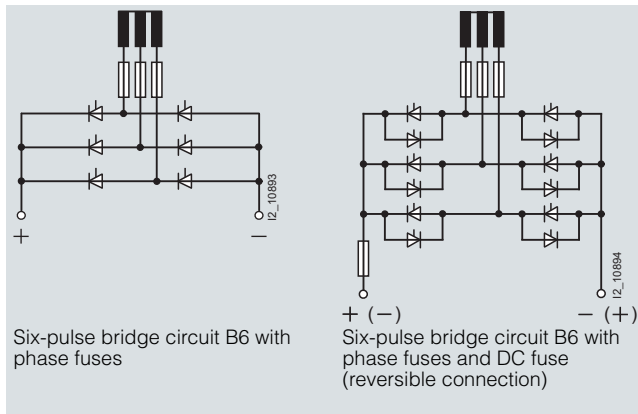 I2_10893
+ −
I2_10894
+ (−) − (+)
Six-pulse bridge circuit B6 with
phase fuses
Six-pulse bridge circuit B6 with
phase fuses and DC fuse
(reversible connection)